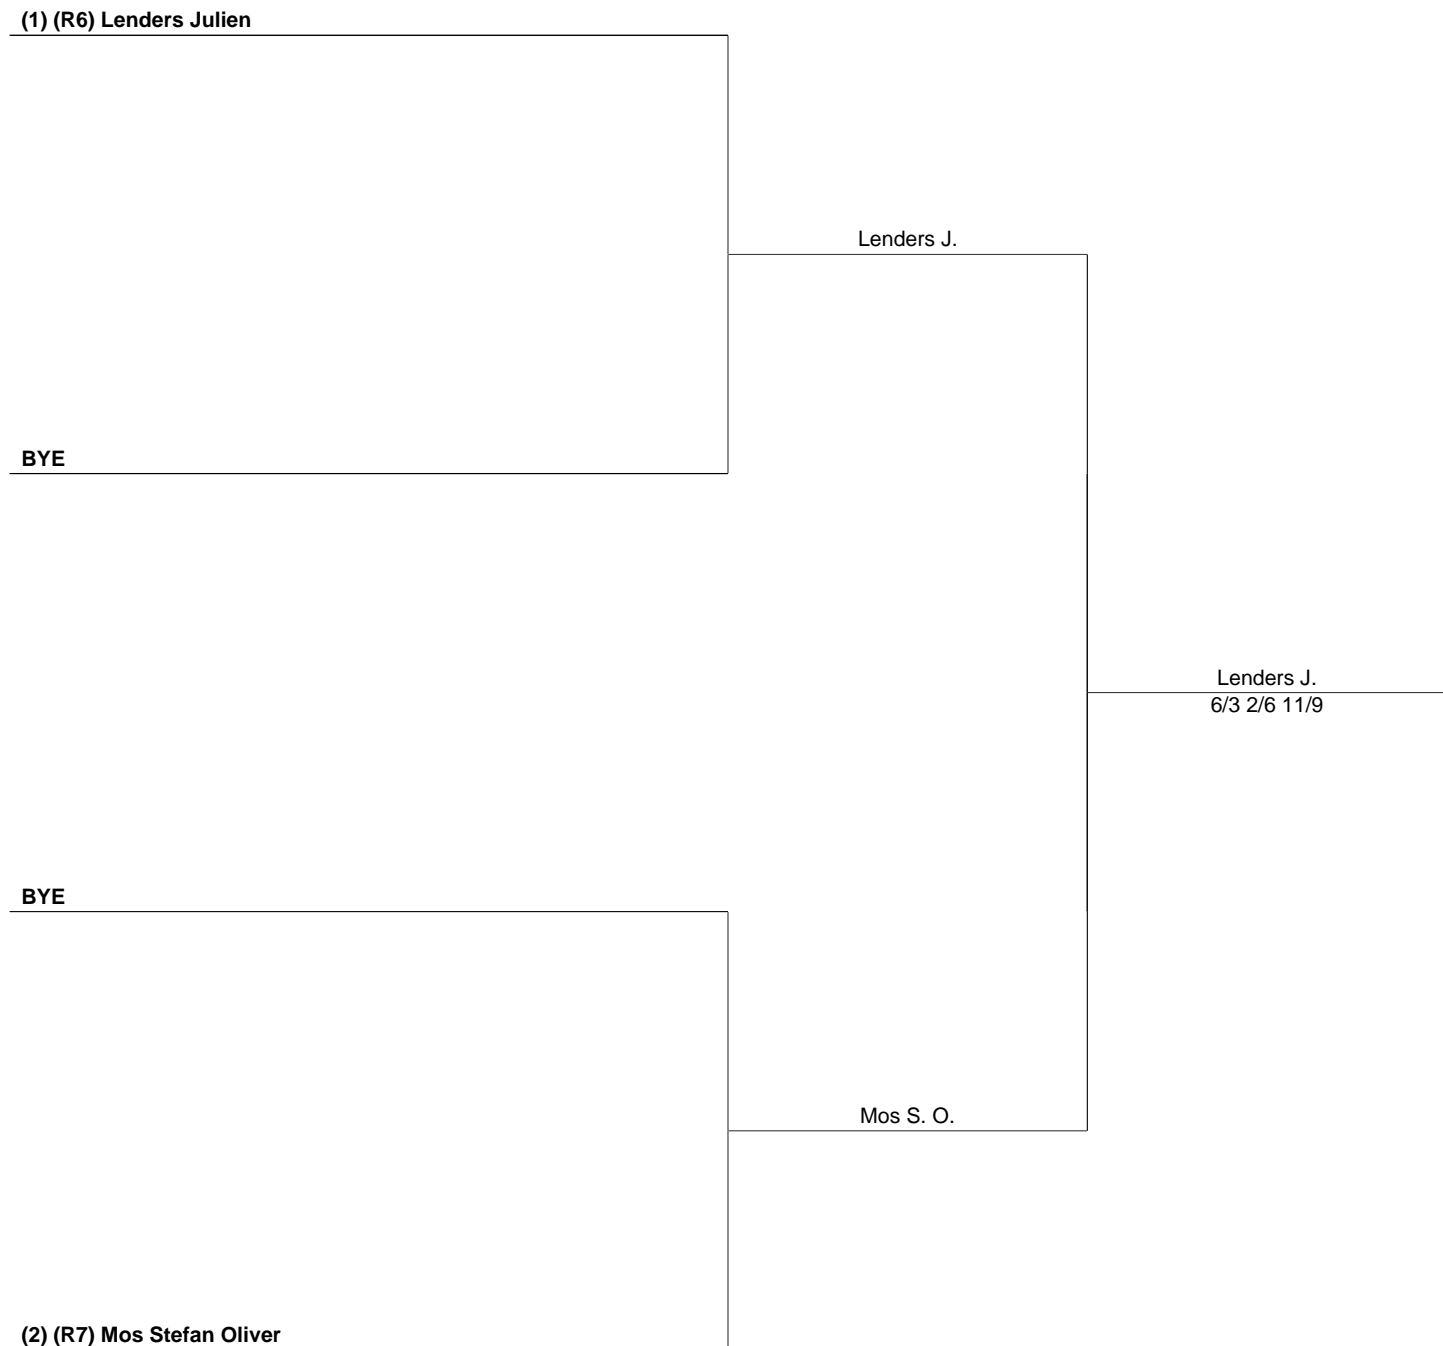 (1) (R6) Lenders Julien
Lenders J.
BYE
Lenders J.
6/3 2/6 11/9
BYE
Mos S. O.
(2) (R7) Mos Stefan Oliver